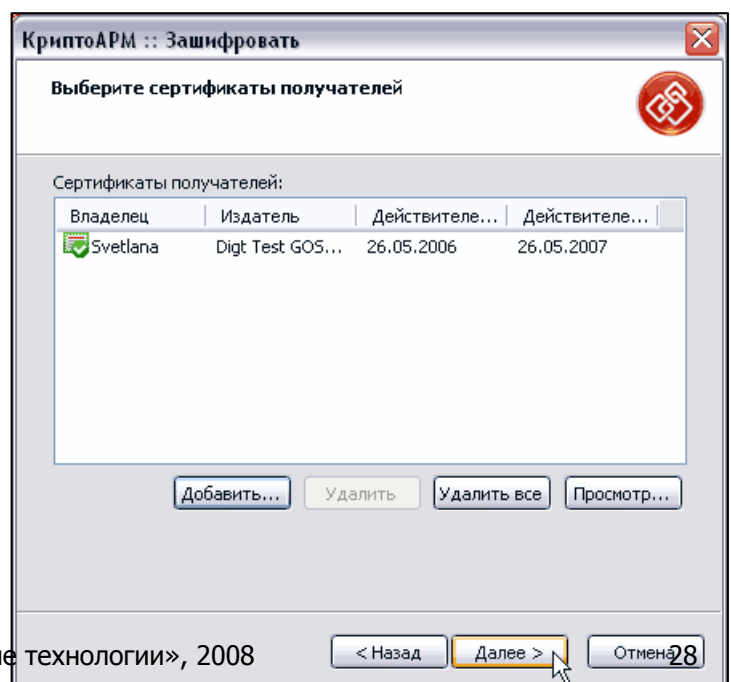 КриптоАРМ :: Зашифровать
Выберите сертификаты получателей
Сертификаты получателей:
Владелец Издатель Действителе... Действителе...
Svetlana Digt Test GOS... 26.05.2006 26.05.2007
Добавить... Удалить Удалить все Просмотр...
< Назад Далее > Отмена
е технологии», 2008 28